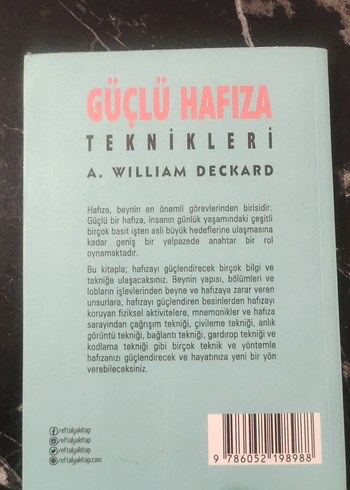 GÜÇLÜ HAFIZA
TEKNİKLERİ
A. WILLIAM DECKARD
Hafıza, beynin en önemli görevlerinden birisidir.
Güçlü bir hafıza, insanın günlük yaşamındaki çeşitli
birçok basit işten asli büyük hedeflerine ulaşmasına
kadar geniş bir yelpazede anahtar bir rol
oynamaktadır.
Bu kitapla; hafızayı güçlendirecek birçok bilgi ve
tekniğe ulaşacaksınız. Beynin yapısı, bölümleri ve
lobların işlevlerinden beyne ve hafızaya zarar veren
unsurlara, hafızayı güçlendiren besinlerden hafızayı
koruyan fiziksel aktivitelere, mnemonikler ve hafıza
sarayından çağrışım tekniği, çivileme tekniği, anlık
görüntü tekniği, bağlantı tekniği, gardırop tekniği ve
kodlama tekniği gibi birçok teknik ve yöntemle
hafızanızı güçlendirecek ve hayatınıza yeni bir yön
verebileceksiniz.
/eftalyakitap
/eftalyakitap
/eftalyakitap
/eftalyakitap.com
9 786052 198988